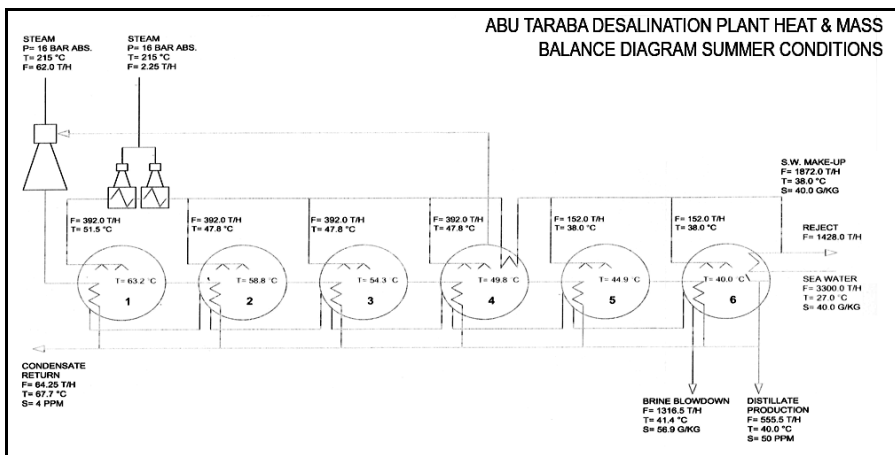 ABU TARABA DESALINATION PLANT HEAT & MASS
BALANCE DIAGRAM SUMMER CONDITIONS
STEAM
P= 16 BAR ABS.
T= 215 °C
F= 62.0 T/H
STEAM
P= 16 BAR ABS
T= 215 °C
F= 2.25 T/H
S.W. MAKE-UP
F= 1872.0 T/H
T= 38.0 °C
S= 40.0 G/KG
F= 392.0 T/H
T= 51.5 °C
F= 392.0 T/H
T= 47.8 °C
F= 392.0 T/H
T= 47.8 °C
F= 392.0 T/H
T= 47.8 °C
F= 152.0 T/H
T= 38.0 °C
F= 152.0 T/H
T= 38.0 °C
REJECT
F= 1428.0 T/H
T= 63.2 °C
1
T= 58.8 °C
2
T= 54.3 °C
3
T= 49.8 °C
4
T= 44.9 °C
5
T= 40.0 °C
6
SEA WATER
F= 3300.0 T/H
T= 27.0 °C
S= 40.0 G/KG
CONDENSATE
RETURN
F= 64.25 T/H
T= 67.7 °C
S= 4 PPM
BRINE BLOWDOWN
F= 1316.5 T/H
T= 41.4 °C
S= 56.9 G/KG
DISTILLATE
PRODUCTION
F= 555.5 T/H
T= 40.0 °C
S= 50 PPM